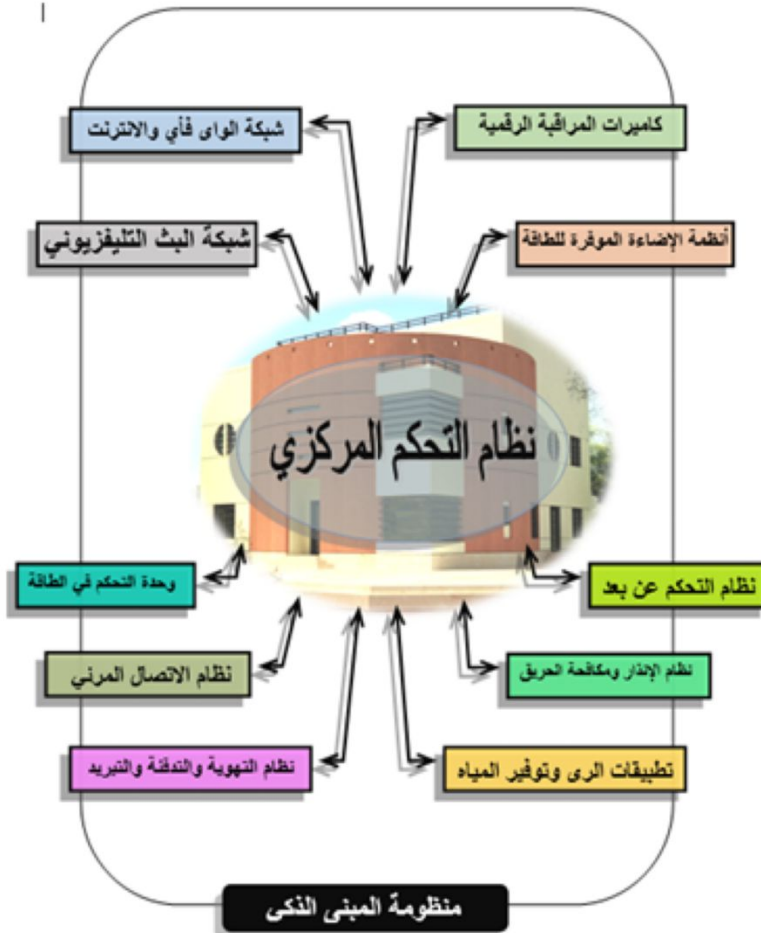 كاميرات المراقبة الرقمية
شبكة الواى فأي والانترنت
أنظمة الإضاءة الموفرة للطاقة
شبكة البث التليفزيوني
نظام التحكم المركزي
نظام التحكم عن بعد
وحدة التحكم في الطاقة
نظام الإنذار ومكافحة الحريق
نظام الاتصال المرئي
تطبيقات الرى وتوفير المياه
نظام التهوية والتدفئة والتبريد
منظومة المبنى الذكى